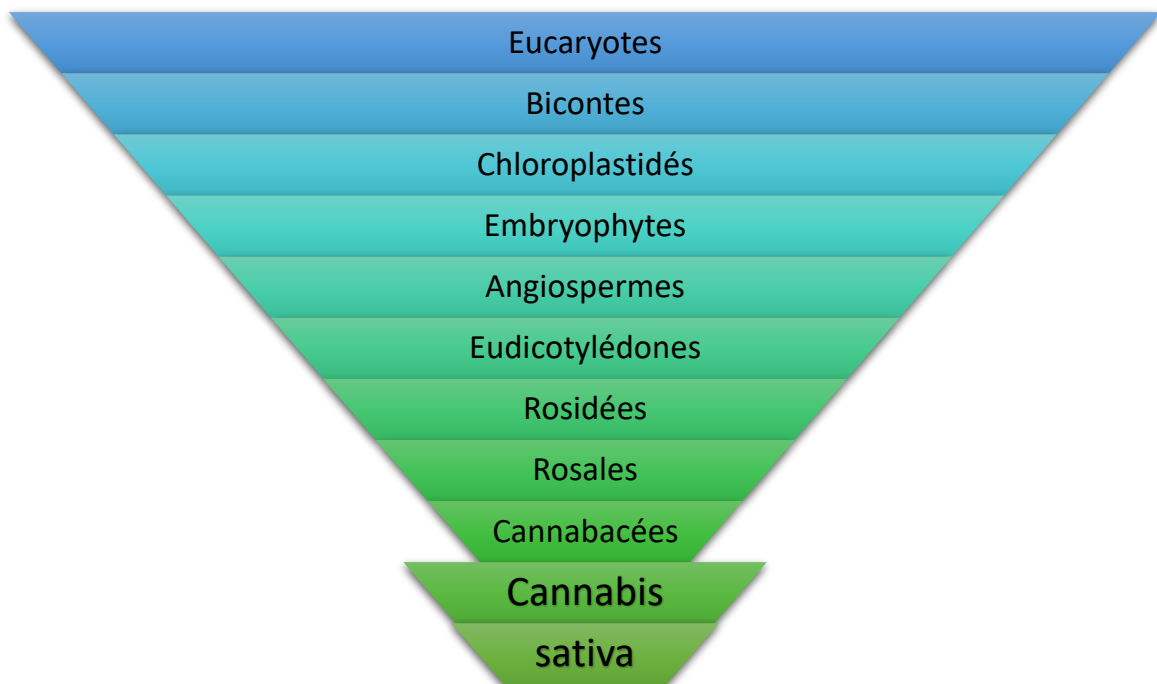 Eucaryotes
Bicontes
Chloroplastidés
Embryophytes
Angiospermes
Eudicotylédones
Rosidées
Rosales
Cannabacées
Cannabis
sativa